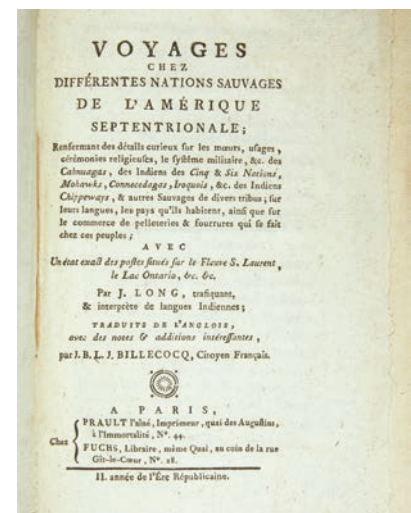 VOYAGES
CHEZ
DIFFÉRENTES NATIONS SAUVAGES
DE L'AMÉRIQUE
SEPTENTRIONALE;
Renfermant des détails curieux ſur les mœurs, uſages,
cérémonies religieuſes, le ſyſtême militaire, &c. des
Cahnuagas, des Indiens des Cinq & Six Nations,
Mohawks, Connecedagas, Iroquois, &c. des Indiens
Chippeways, & autres Sauvages de divers tribus; ſur
leurs langues, les pays qu'ils habitent, ainſi que ſur
le commerce de pelleteries & fourrures qui ſe fait
chez ces peuples;
AVEC
Un état exact des poſtes ſitués ſur le Fleuve S. Laurent,
le Lac Ontario, &c. &c.
Par J. LONG, trafiquant,
& interprète de langues Indiennes;
TRADUITS DE L'ANGLOIS,
avec des notes & additions intéreſſantes,
par J. B. L. J. BILLECOCQ, Citoyen Français.
A PARIS,
Chez
PRAULT l'aîné, Imprimeur, quai des Auguſtins,
à l'Immortalité, N°. 44.
FUCHS, Libraire, même Quai, au coin de la rue
Gît-le-Cœur, N°. 28.
II. année de l'Ére Républicaine.